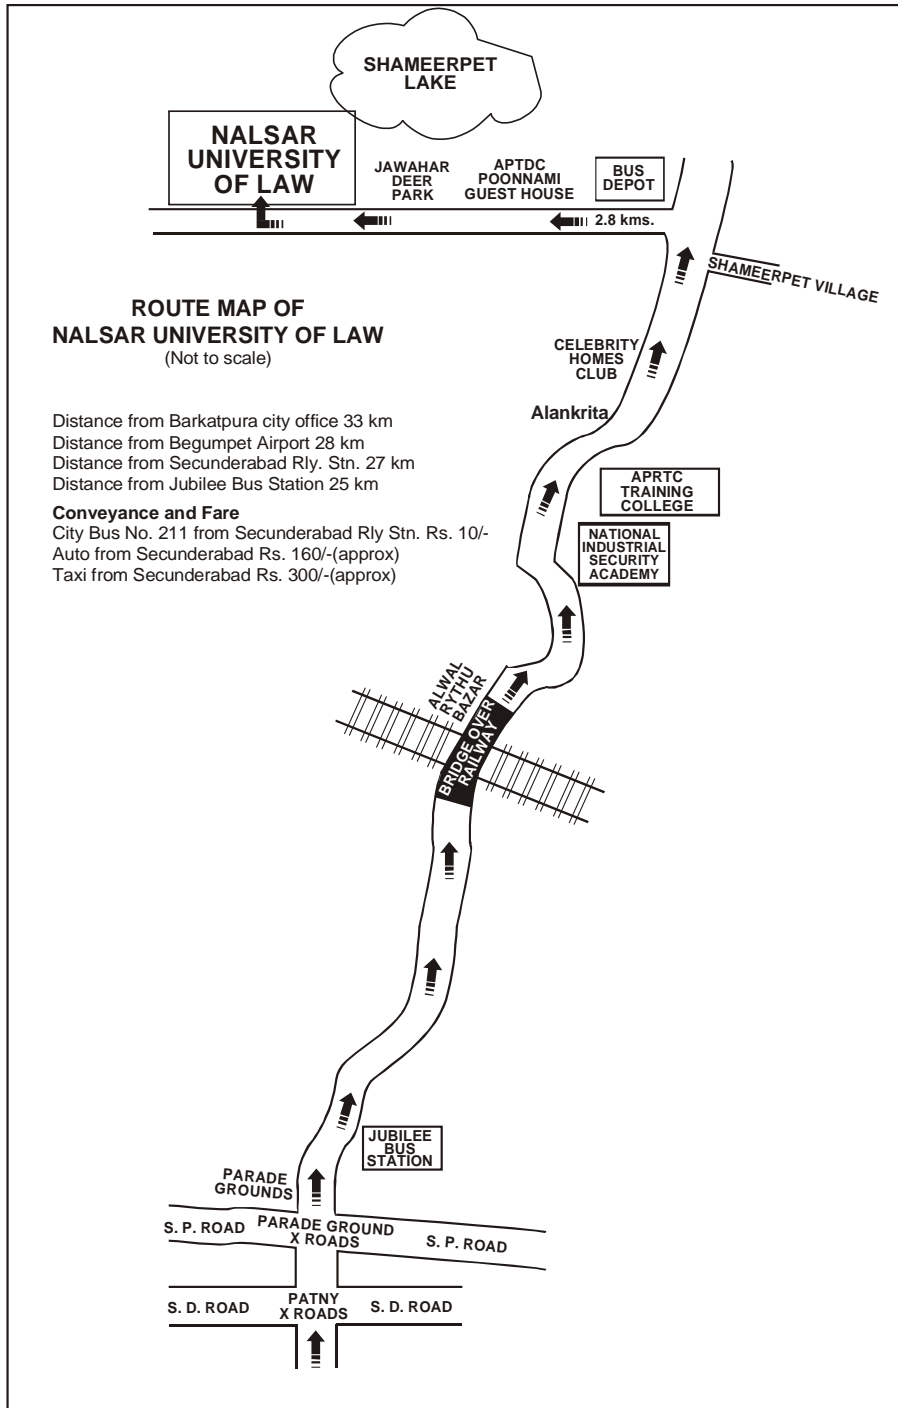 SHAMEERPET
LAKE
NALSAR
UNIVERSITY
OF LAW
JAWAHAR
DEER
PARK
APTDC
POONNAMI
GUEST HOUSE
BUS
DEPOT
2.8 kms.
SHAMEERPET VILLAGE
ROUTE MAP OF
NALSAR UNIVERSITY OF LAW
(Not to scale)
CELEBRITY
HOMES
CLUB
Alankrita
Distance from Barkatpura city office 33 km
Distance from Begumpet Airport 28 km
Distance from Secunderabad Rly. Stn. 27 km
Distance from Jubilee Bus Station 25 km
Conveyance and Fare
City Bus No. 211 from Secunderabad Rly Stn. Rs. 10/-
Auto from Secunderabad Rs. 160/-(approx)
Taxi from Secunderabad Rs. 300/-(approx)
APRTC
TRAINING
COLLEGE
NATIONAL
INDUSTRIAL
SECURITY
ACADEMY
ALWAL
RYTHU
BAZAR
BRIDGE OVER
RAILWAY
JUBILEE
BUS
STATION
PARADE
GROUNDS
S. P. ROAD
PARADE GROUND
X ROADS
S. P. ROAD
S. D. ROAD
PATNY
X ROADS
S. D. ROAD